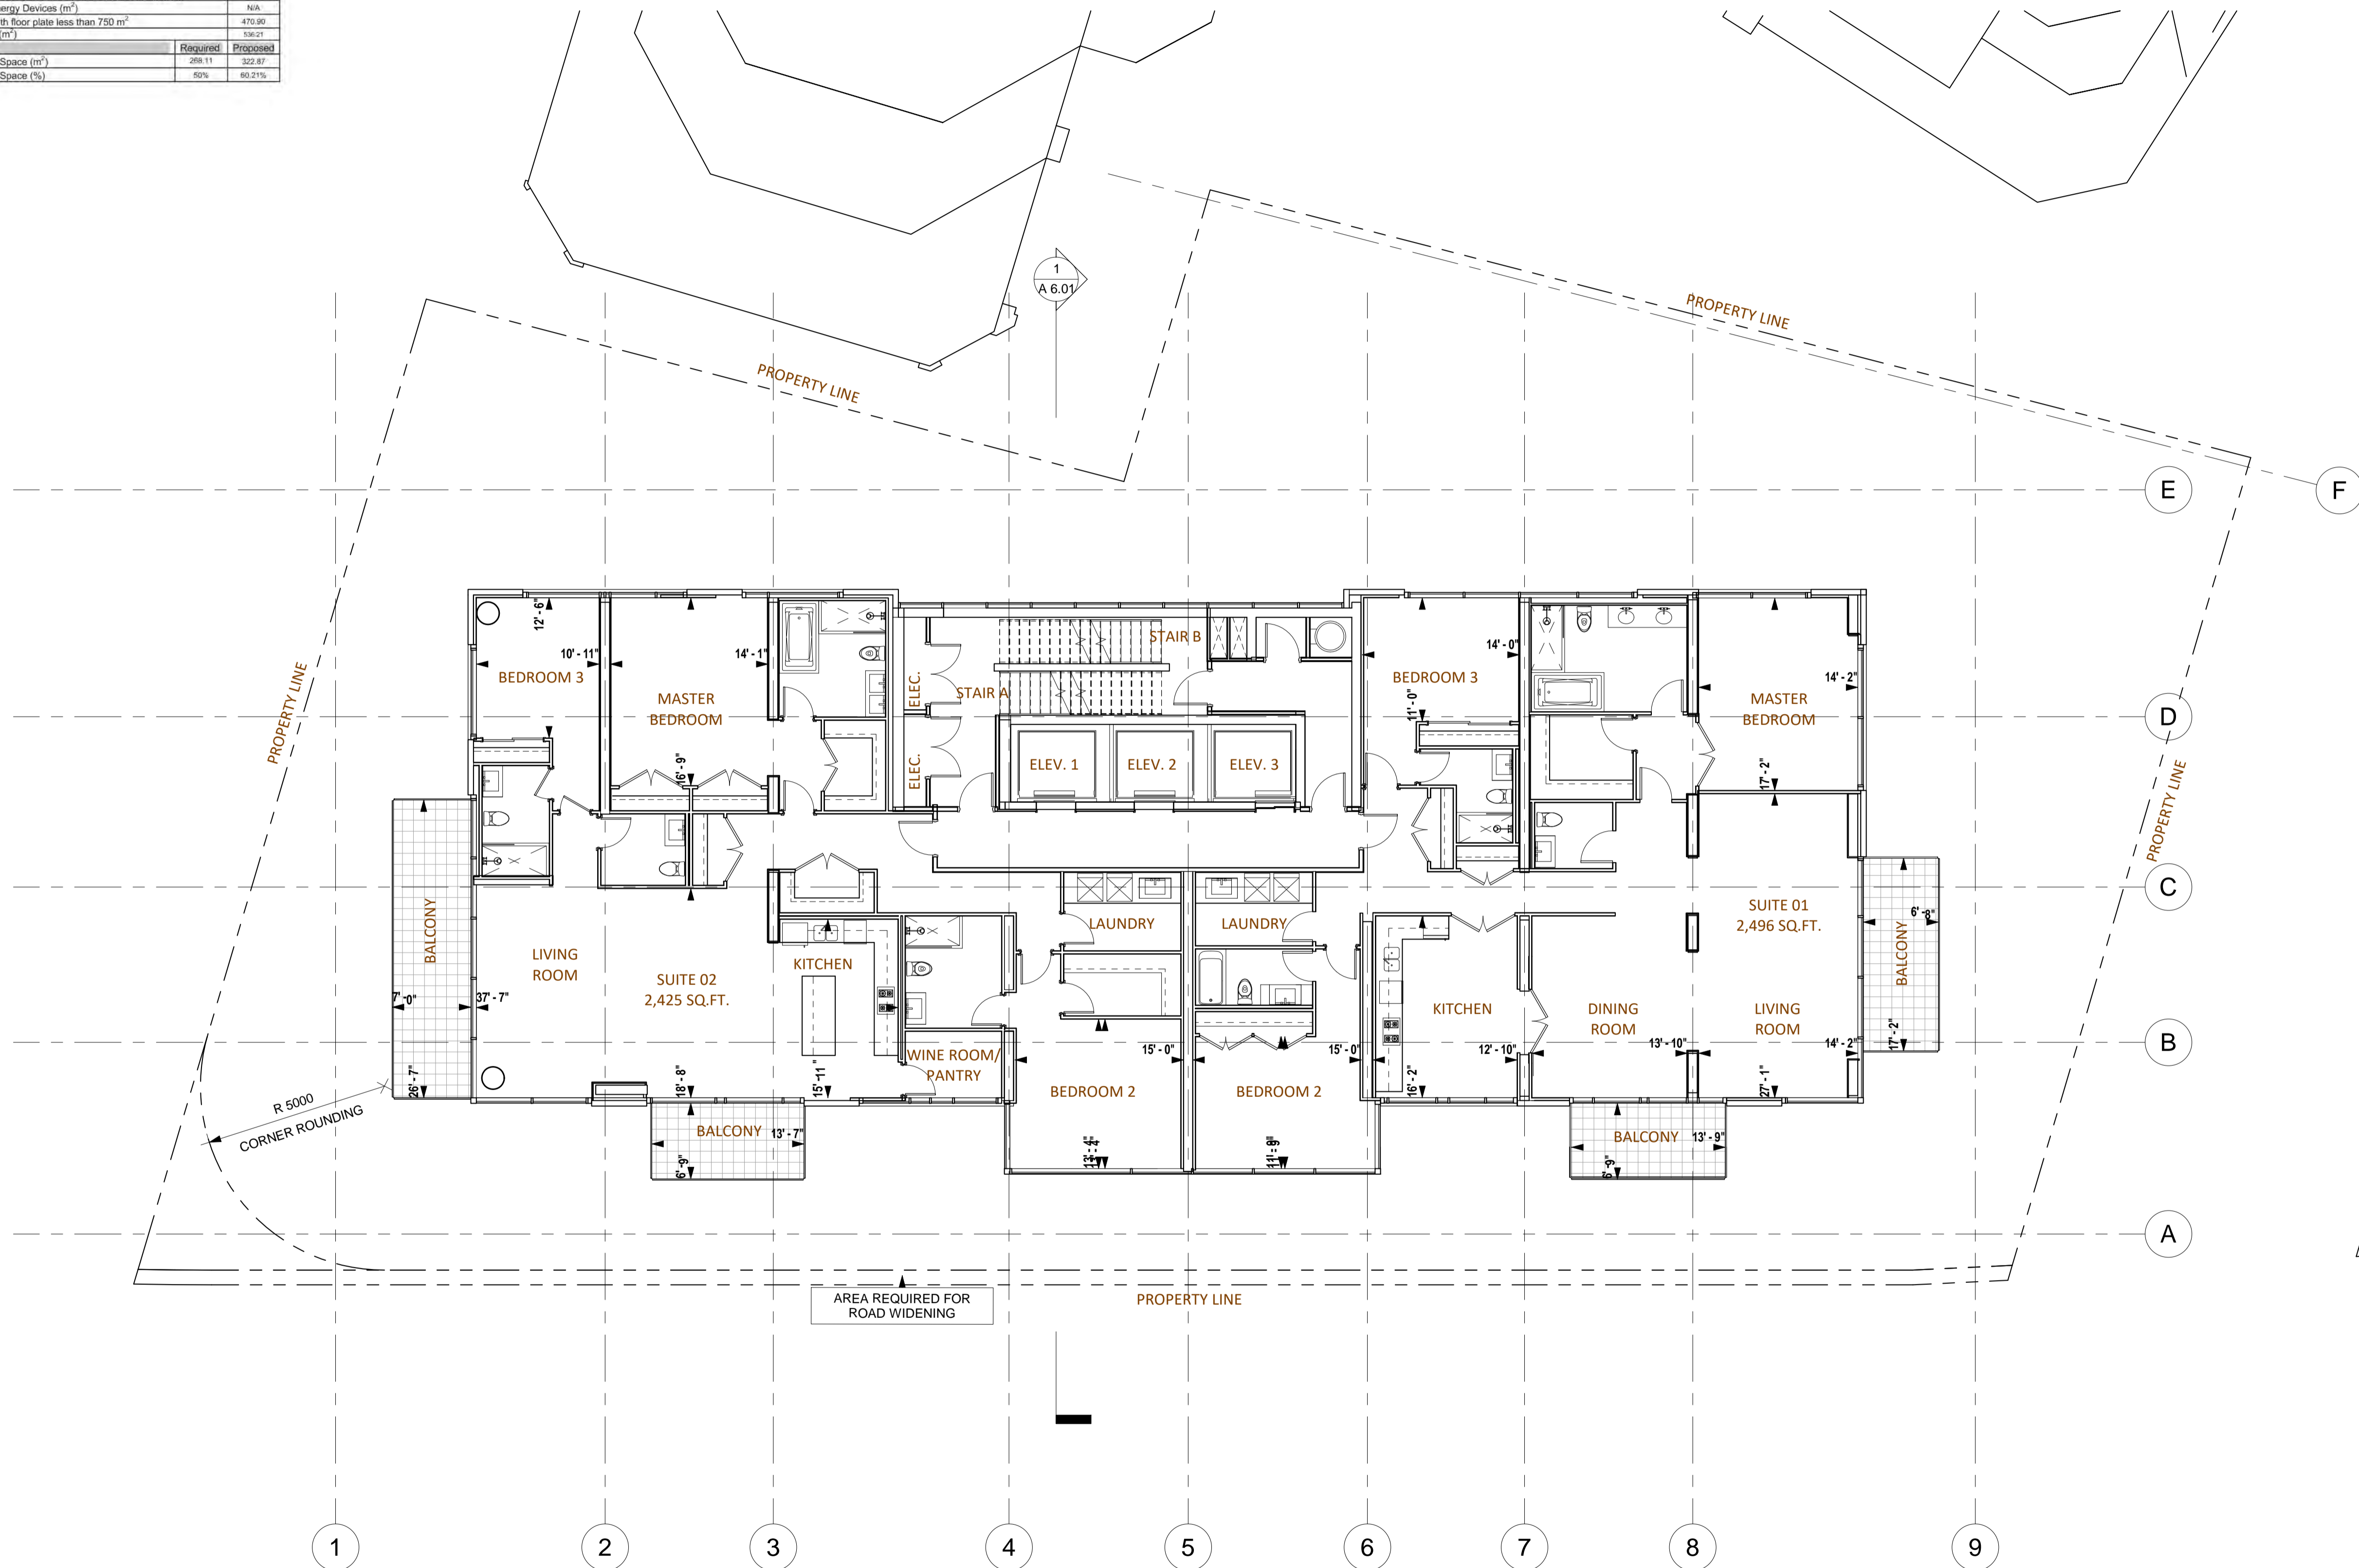 ergy Devices (m²) N/A
th floor plate less than 750 m² 470.90
(m²) 536.21
Required Proposed
Space (m²) 268.11 322.87
Space (%) 50% 60.21%
1
A 6.01
PROPERTY LINE
PROPERTY LINE
PROPERTY LINE
PROPERTY LINE
E
F
D
C
B
A
12' - 6"
10' - 11"
BEDROOM 3
14' - 1"
MASTER
BEDROOM
16' - 9"
ELEC.
ELEC.
STAIR A
STAIR B
ELEV. 1
ELEV. 2
ELEV. 3
14' - 0"
BEDROOM 3
11' - 0"
14' - 2"
MASTER
BEDROOM
17' - 2"
BALCONY
7' - 0"
26' - 7"
37' - 7"
LIVING
ROOM
SUITE 02
2,425 SQ.FT.
18' - 8"
KITCHEN
15' - 11"
WINE ROOM/
PANTRY
LAUNDRY
LAUNDRY
15' - 0"
BEDROOM 2
13' - 4"
15' - 0"
BEDROOM 2
KITCHEN
12' - 10"
16' - 2"
DINING
ROOM
13' - 10"
SUITE 01
2,496 SQ.FT.
LIVING
ROOM
14' - 2"
27' - 1"
6' - 8"
BALCONY
17' - 2"
BALCONY
13' - 7"
6' - 9"
BALCONY
13' - 9"
6' - 9"
R 5000
CORNER ROUNDING
AREA REQUIRED FOR
ROAD WIDENING
PROPERTY LINE
1
2
3
4
5
6
7
8
9